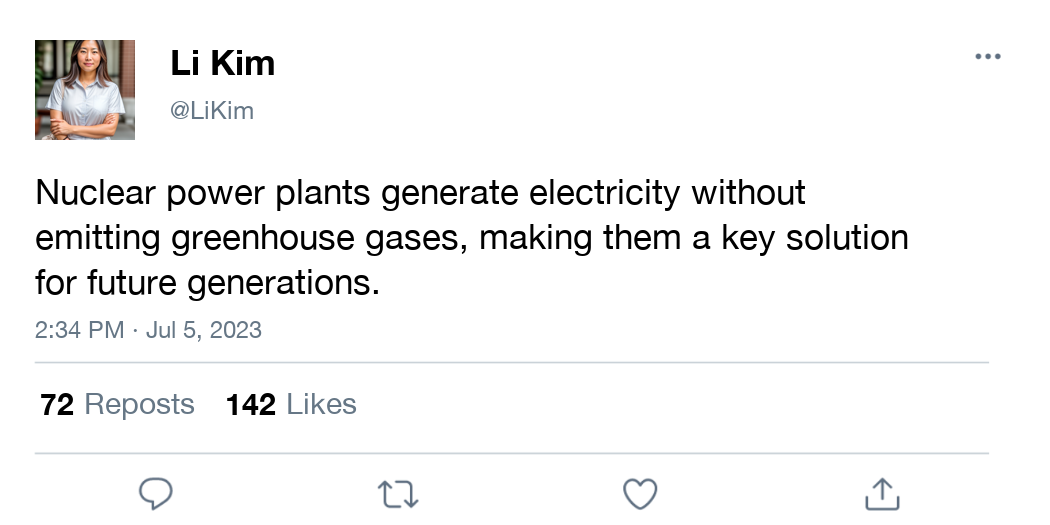 Li Kim
@LiKim
Nuclear power plants generate electricity without
emitting greenhouse gases, making them a key solution
for future generations.
2:34 PM · Jul 5, 2023
72 Reposts 142 Likes